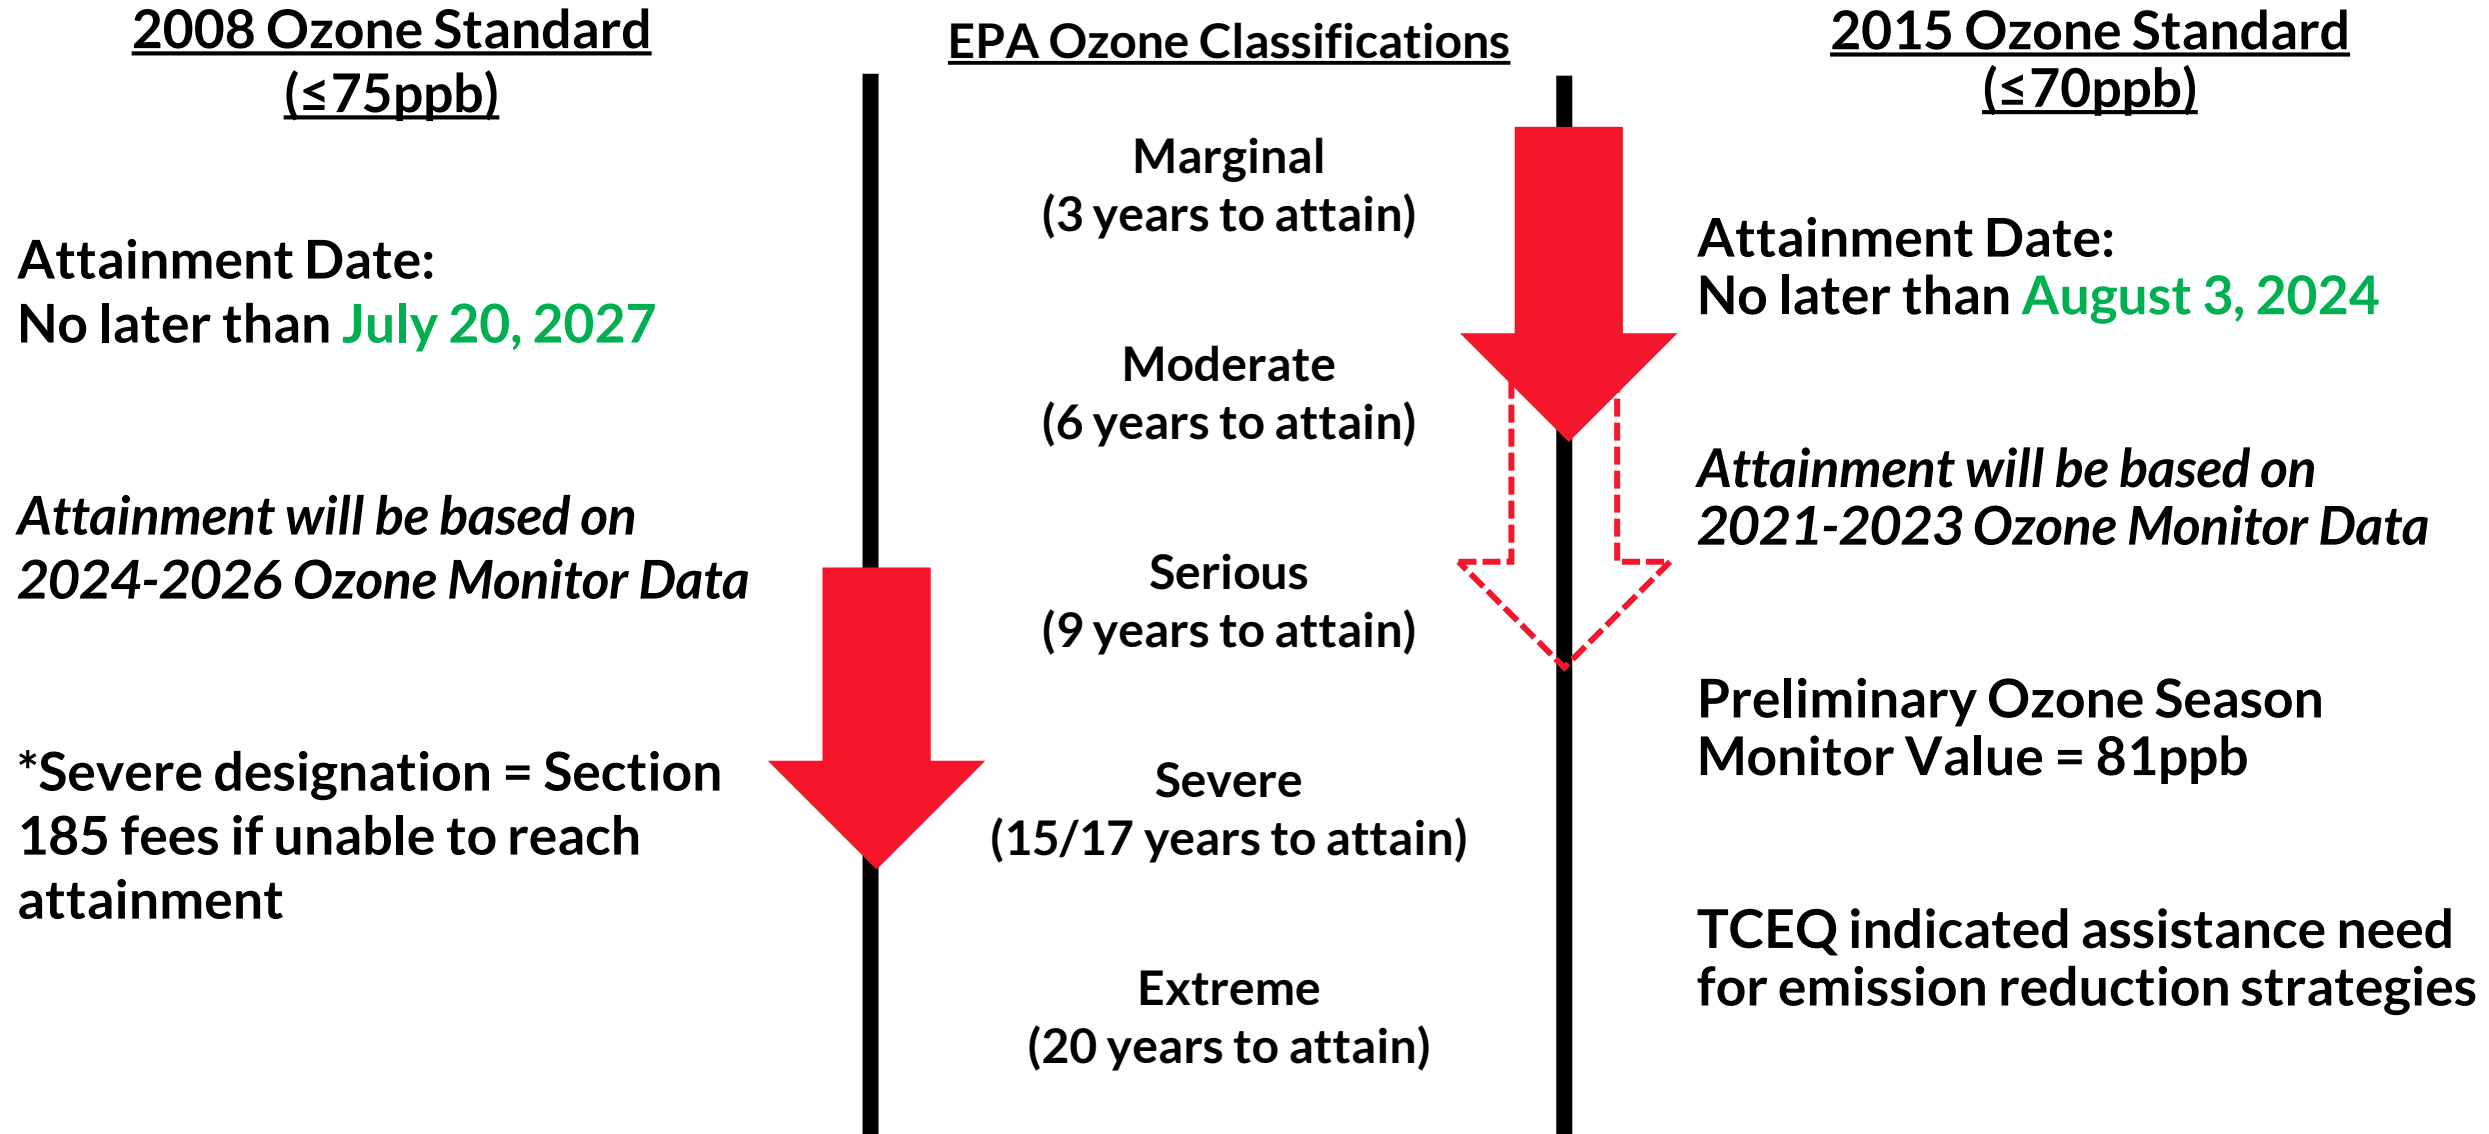 2008 Ozone Standard
(≤75ppb)
Attainment Date:
No later than July 20, 2027
Attainment will be based on
2024-2026 Ozone Monitor Data
*Severe designation = Section
185 fees if unable to reach
attainment
EPA Ozone Classifications
Marginal
(3 years to attain)
Moderate
(6 years to attain)
Serious
(9 years to attain)
Severe
(15/17 years to attain)
Extreme
(20 years to attain)
2015 Ozone Standard
(≤70ppb)
Attainment Date:
No later than August 3, 2024
Attainment will be based on
2021-2023 Ozone Monitor Data
Preliminary Ozone Season
Monitor Value = 81ppb
TCEQ indicated assistance need
for emission reduction strategies